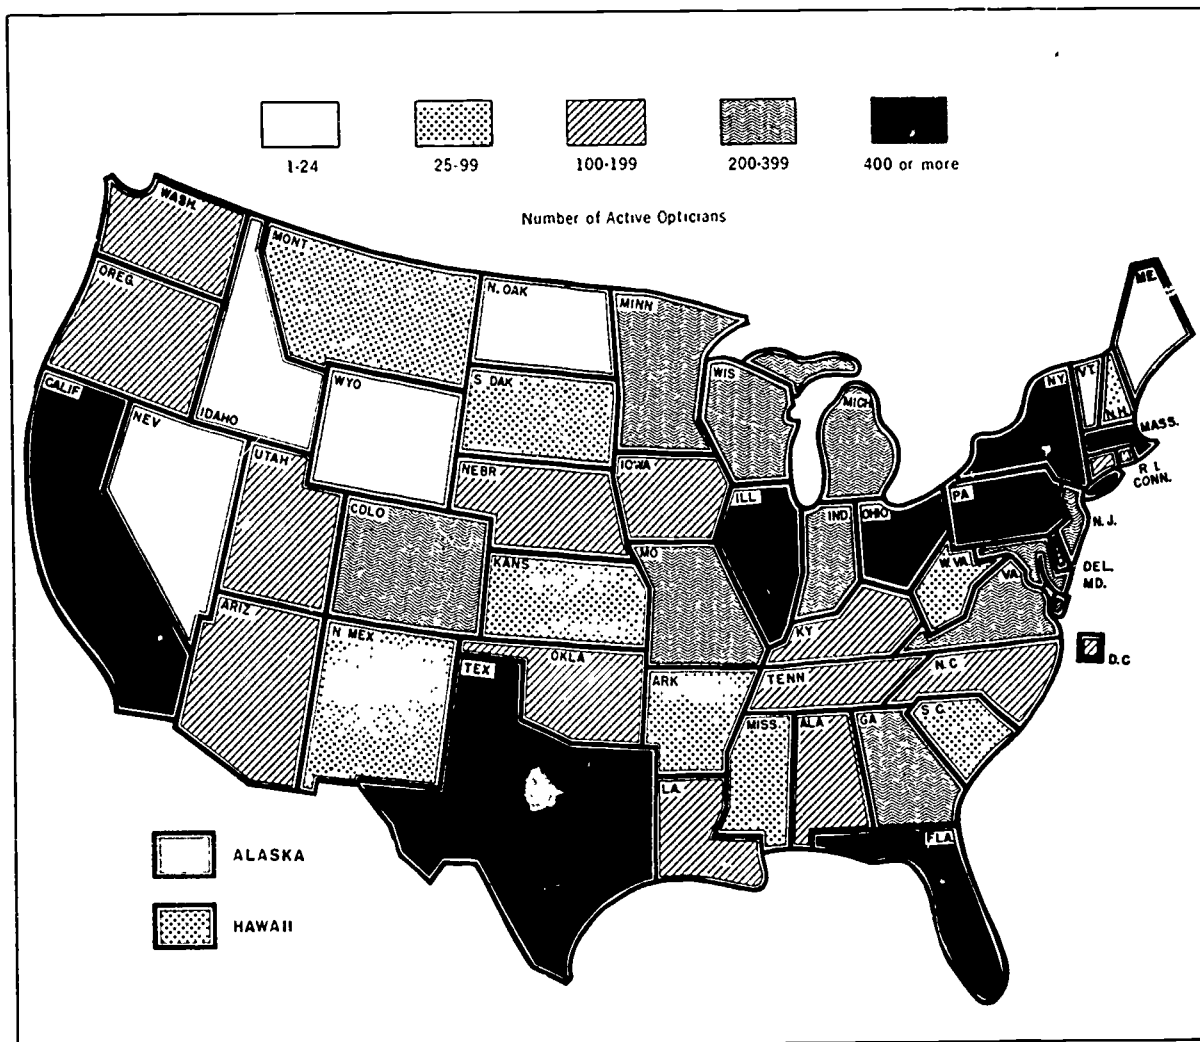 1-24
25-99
100-199
200-399
400 or more
Number of Active Opticians
WASH.
OREG.
CALIF
NEV
IDAHO
MONT
WYO
UTAH
ARIZ
COLO
N MEX
N. OAK
S DAK
NEBR.
KANS
OKLA
TEX
MINN
IOWA
MO
ARK
LA.
WIS
ILL
MICH
IND.
OHIO
KY
TENN
MISS.
ALA
GA
FLA.
S.C.
N.C
VA.
W. VA.
PA
NY.
VT.
N.H.
ME.
MASS.
R I.
CONN.
N.J.
DEL.
MD.
D.C
ALASKA
HAWAII